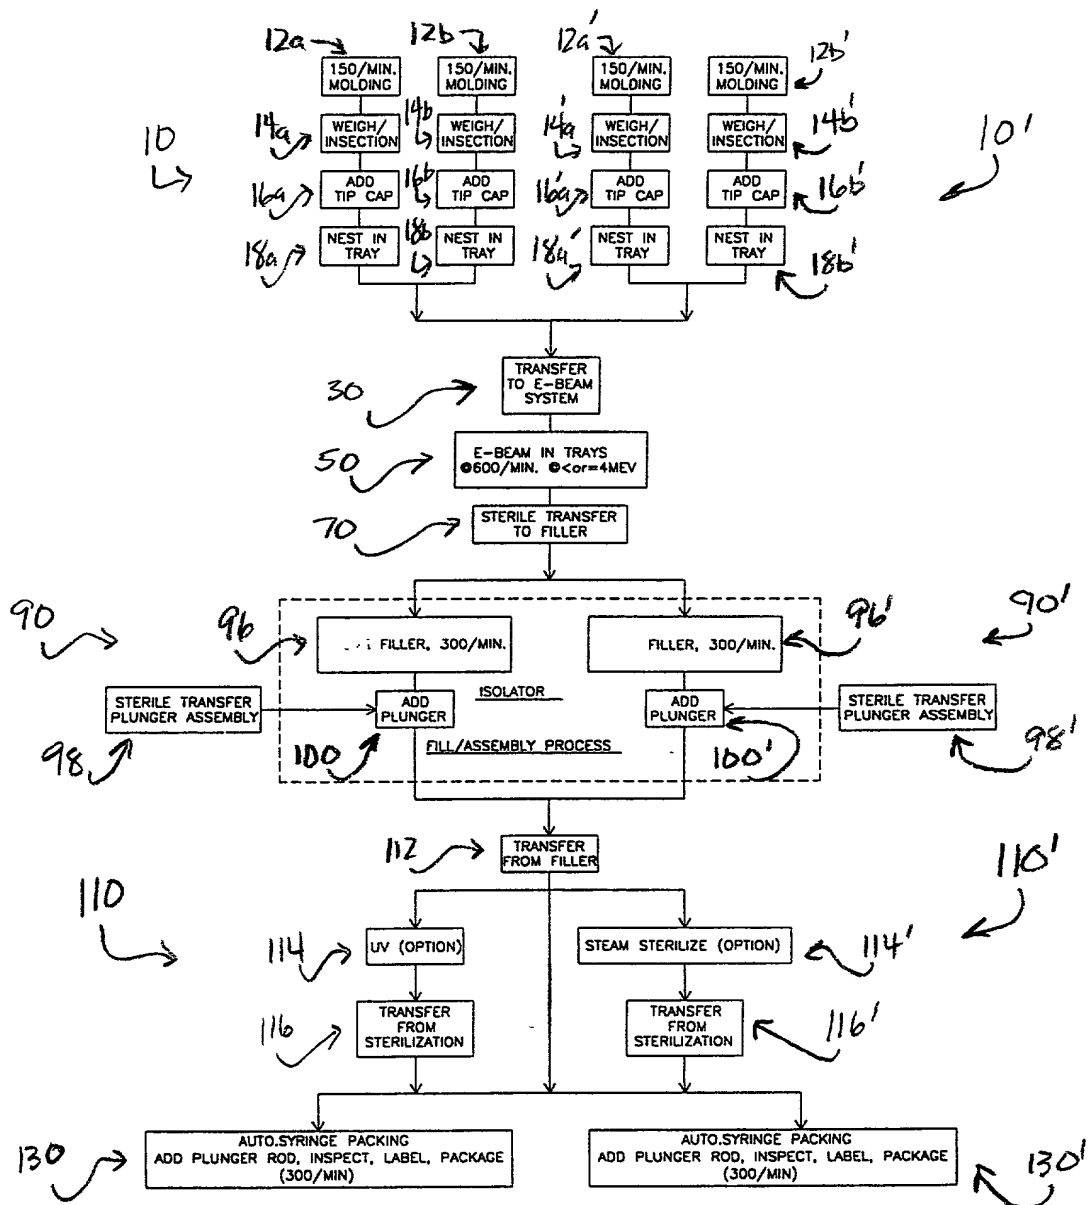 12a
12b
12a'
12b'
150/MIN. MOLDING
150/MIN. MOLDING
150/MIN. MOLDING
150/MIN. MOLDING
10
14a
14b
14a'
14b'
10'
WEIGH/ INSECTION
WEIGH/ INSECTION
WEIGH/ INSECTION
WEIGH/ INSECTION
16a
16b
16a'
16b'
ADD TIP CAP
ADD TIP CAP
ADD TIP CAP
ADD TIP CAP
18a
18b
18a'
18b'
NEST IN TRAY
NEST IN TRAY
NEST IN TRAY
NEST IN TRAY
30
TRANSFER
TO E-BEAM
SYSTEM
50
E-BEAM IN TRAYS
@600/MIN. @<or=4MEV
70
STERILE TRANSFER
TO FILLER
90
96
96'
90'
FILLER, 300/MIN.
FILLER, 300/MIN.
STERILE TRANSFER
PLUNGER ASSEMBLY
ADD
PLUNGER
ISOLATOR
ADD
PLUNGER
STERILE TRANSFER
PLUNGER ASSEMBLY
98
100
FILL/ASSEMBLY PROCESS
100'
98'
112
TRANSFER
FROM FILLER
110
110'
114
UV (OPTION)
STEAM STERILIZE (OPTION)
114'
116
TRANSFER
FROM
STERILIZATION
TRANSFER
FROM
STERILIZATION
116'
130
AUTO.SYRINGE PACKING
ADD PLUNGER ROD, INSPECT, LABEL, PACKAGE
(300/MIN)
AUTO.SYRINGE PACKING
ADD PLUNGER ROD, INSPECT, LABEL, PACKAGE
(300/MIN)
130'